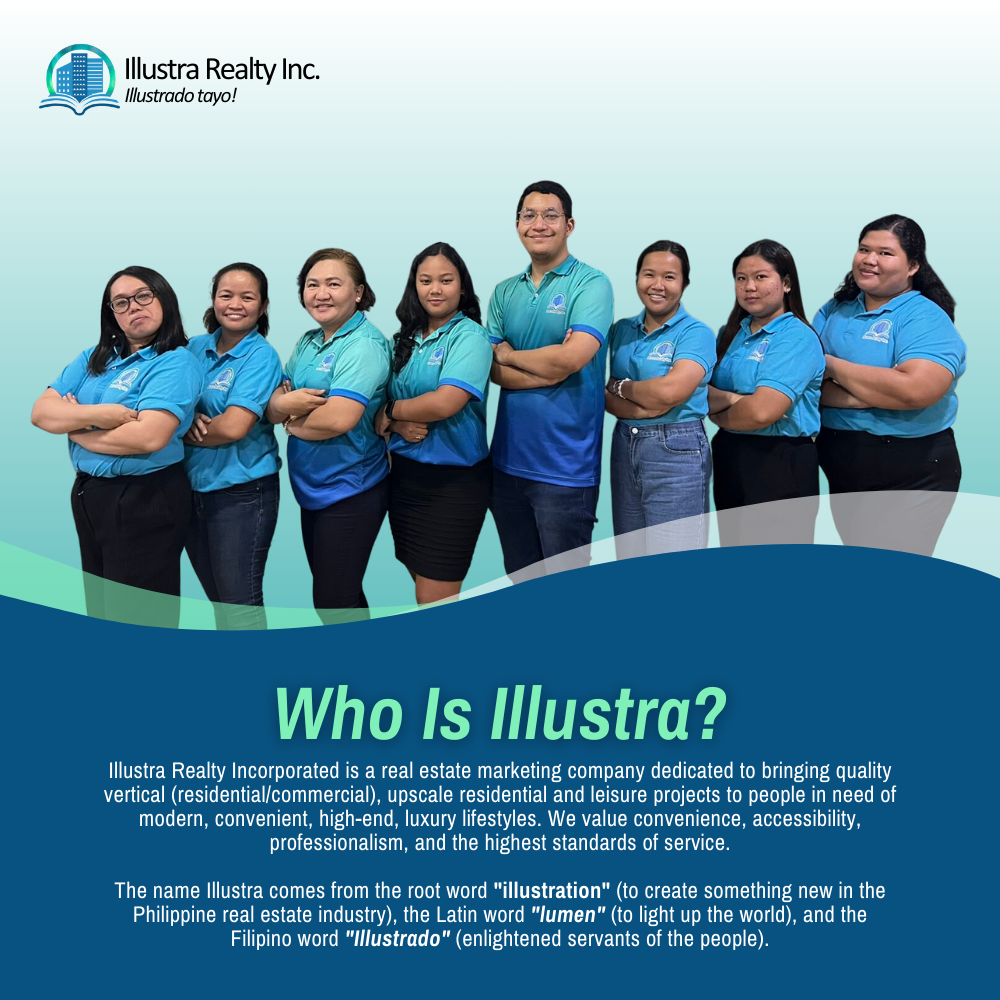 Illustra Realty Inc.
Illustrado tayo!
Who Is Illustra?
Illustra Realty Incorporated is a real estate marketing company dedicated to bringing quality
vertical (residential/commercial), upscale residential and leisure projects to people in need of
modern, convenient, high-end, luxury lifestyles. We value convenience, accessibility,
professionalism, and the highest standards of service.
The name Illustra comes from the root word "illustration" (to create something new in the
Philippine real estate industry), the Latin word "lumen" (to light up the world), and the
Filipino word "Illustrado" (enlightened servants of the people).